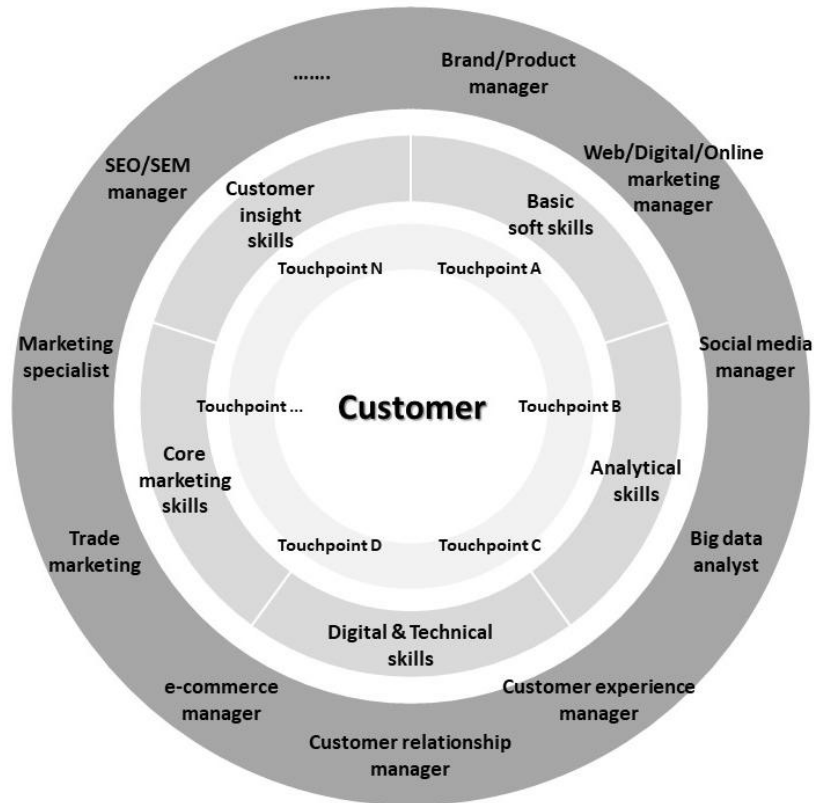 …….
Brand/Product
manager
Web/Digital/Online
marketing
manager
Social media
manager
Big data
analyst
Customer experience
manager
Customer relationship
manager
e-commerce
manager
Trade
marketing
Marketing
specialist
SEO/SEM
manager
Customer
insight
skills
Basic
soft skills
Analytical
skills
Digital & Technical
skills
Core
marketing
skills
Touchpoint N
Touchpoint A
Touchpoint B
Touchpoint C
Touchpoint D
Touchpoint ...
Customer